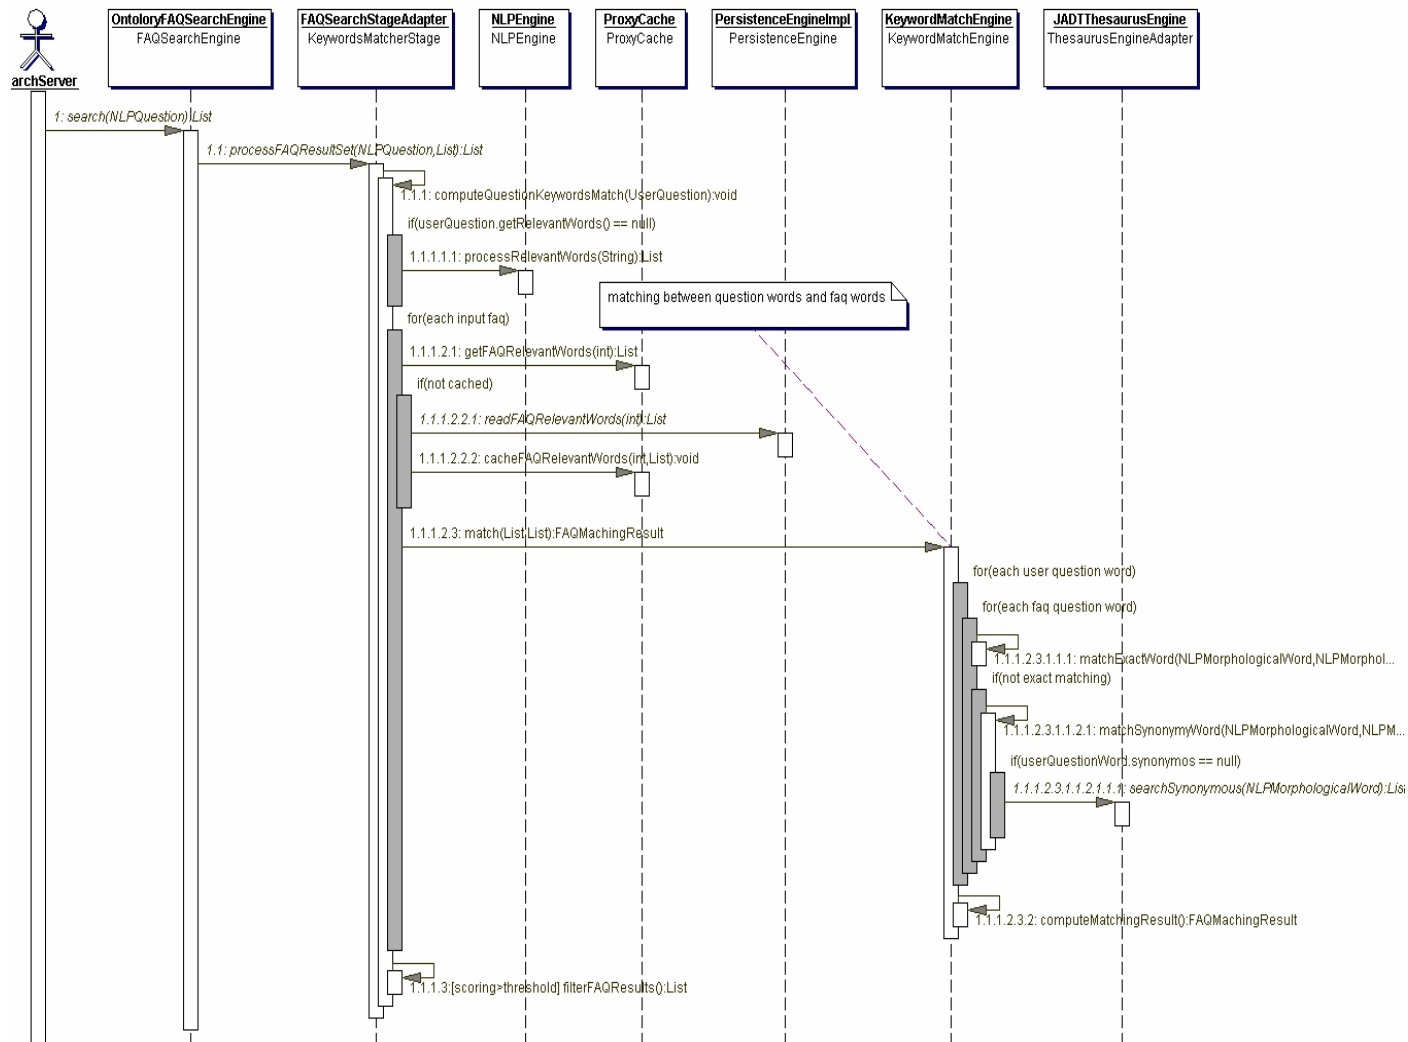 OntoloryFAQSearchEngine
FAQSearchEngine
FAQSearchStageAdapter
KeywordsMatcherStage
NLPEngine
NLPEngine
ProxyCache
ProxyCache
PersistenceEngineImpl
PersistenceEngine
KeywordMatchEngine
KeywordMatchEngine
JADTThesaurusEngine
ThesaurusEngineAdapter
archServer
1: search(NLPQuestion):List
1.1: processFAQResultSet(NLPQuestion,List):List
1.1.1: computeQuestionKeywordsMatch(UserQuestion):void
if(userQuestion.getRelevantWords() == null)
1.1.1.1.1: processRelevantWords(String):List
matching between question words and faq words
for(each input faq)
1.1.1.2.1: getFAQRelevantWords(int):List
if(not cached)
1.1.1.2.2.1: readFAQRelevantWords(int):List
1.1.1.2.2.2: cacheFAQRelevantWords(int,List):void
1.1.1.2.3: match(List,List):FAQMachingResult
for(each user question word)
for(each faq question word)
1.1.1.2.3.1.1.1: matchExactWord(NLPMorphologicalWord,NLPMorphol...
if(not exact matching)
1.1.1.2.3.1.1.2.1: matchSynonymyWord(NLPMorphologicalWord,NLPM...
if(userQuestionWord.synonymos == null)
1.1.1.2.3.1.1.2.1.1.1: searchSynonymous(NLPMorphologicalWord):List
1.1.1.2.3.2: computeMatchingResult():FAQMachingResult
1.1.1.3:[scoring>threshold] filterFAQResults():List